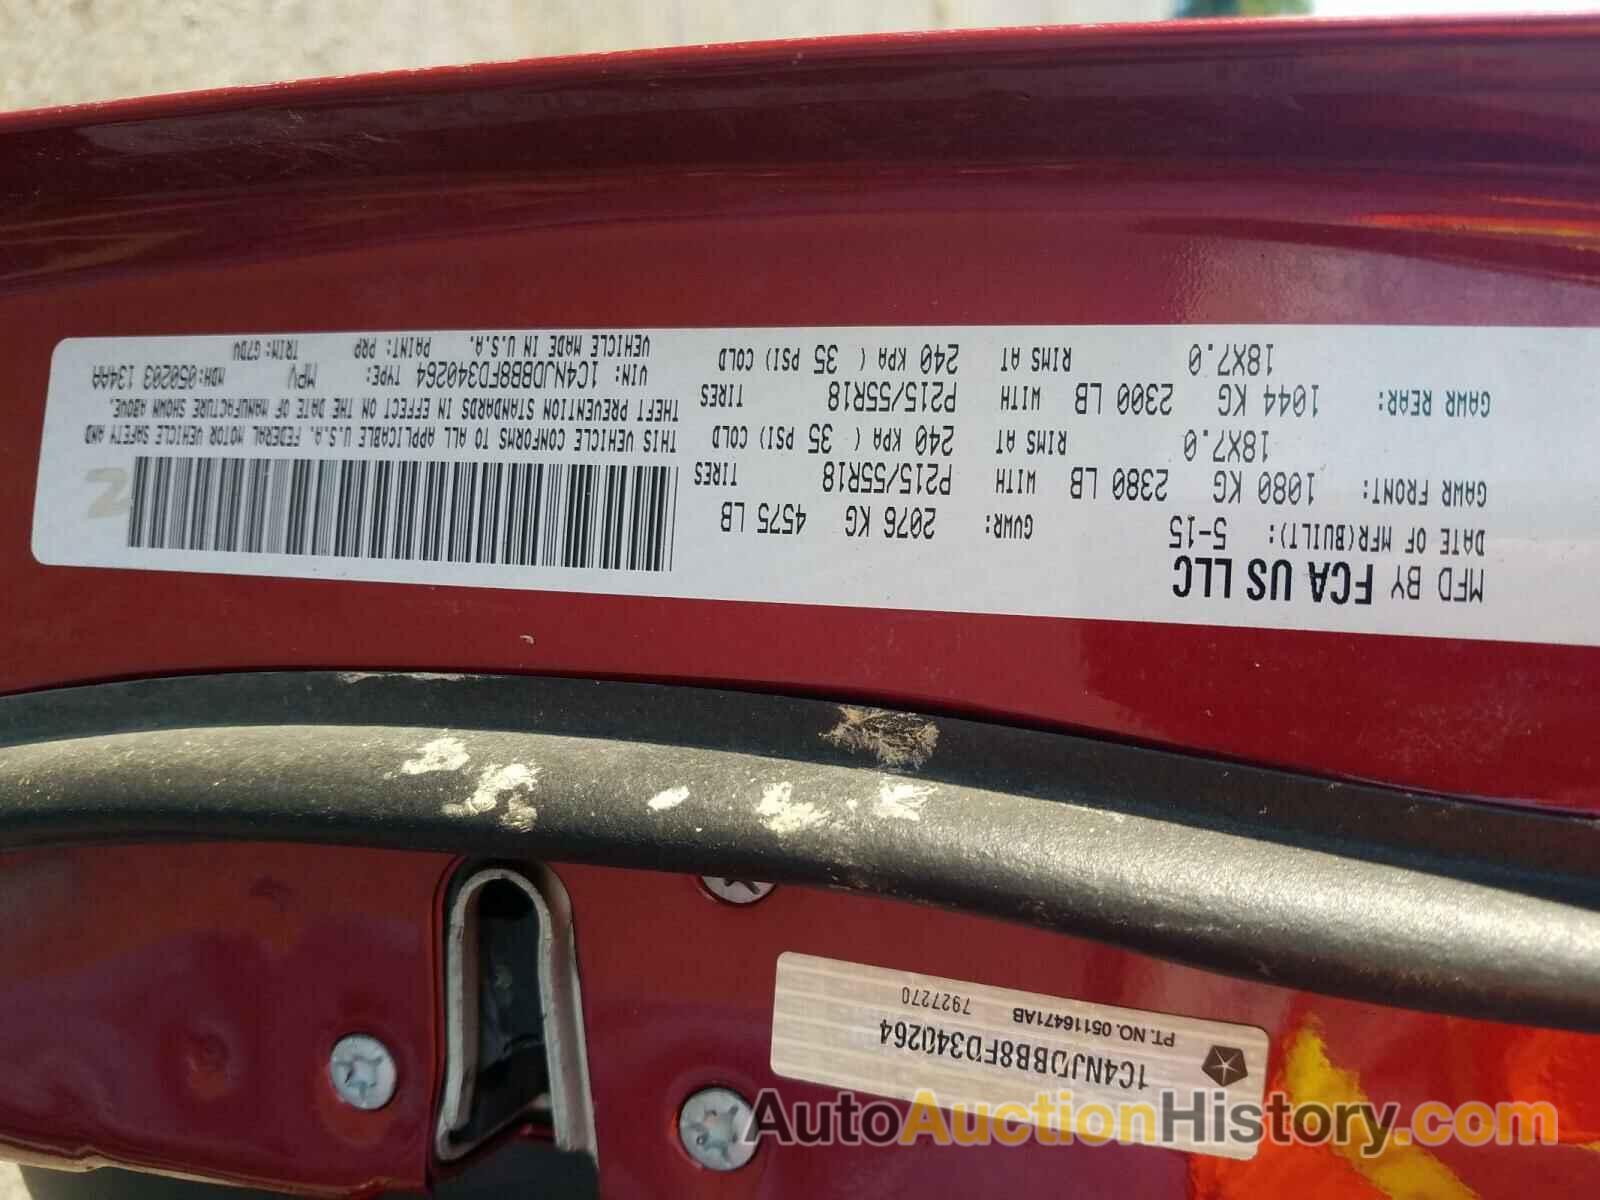 MFD BY FCA US LLC
DATE OF MFR(BUILT): 5-15 GVWR: 2076 KG 4575 LB
GAWR FRONT: 1080 KG 2380 LB WITH P215/55R18 TIRES
18X7.0 RIMS AT 240 KPA ( 35 PSI) COLD
GAWR REAR: 1044 KG 2300 LB WITH P215/55R18 TIRES
18X7.0 RIMS AT 240 KPA ( 35 PSI) COLD
2
THIS VEHICLE CONFORMS TO ALL APPLICABLE U.S.A. FEDERAL MOTOR VEHICLE SAFETY AND
THEFT PREVENTION STANDARDS IN EFFECT ON THE DATE OF MANUFACTURE SHOWN ABOVE.
VIN: 1C4NJDBB8FD340264 TYPE: MPV MDH:050203 134AA
VEHICLE MADE IN U.S.A. PAINT: PRP TRIM: G7DV
1C4NJDBB8FD340264
PT. NO. 05116471AB
7927270
AutoAuctionHistory.com